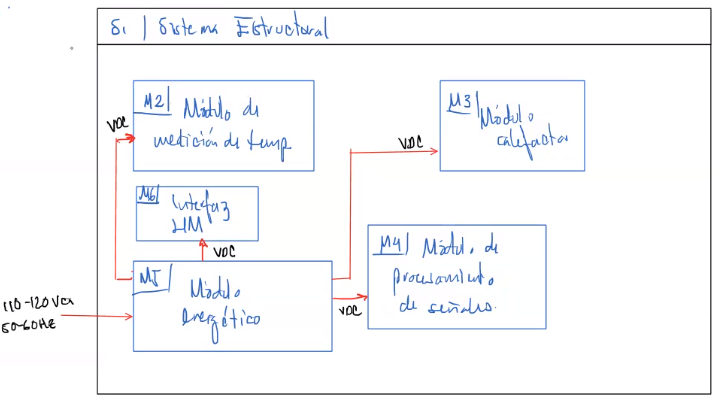 S1 | Sistema Estructural
M2| Módulo de
medición de temp
VDC
M3| Módulo
calefactor
VDC
M6| Interfaz
HM
VDC
M4| Módulo de
procesamiento
de señales.
M5| Módulo
energético
VDC
110-120 Vca
50-60Hz